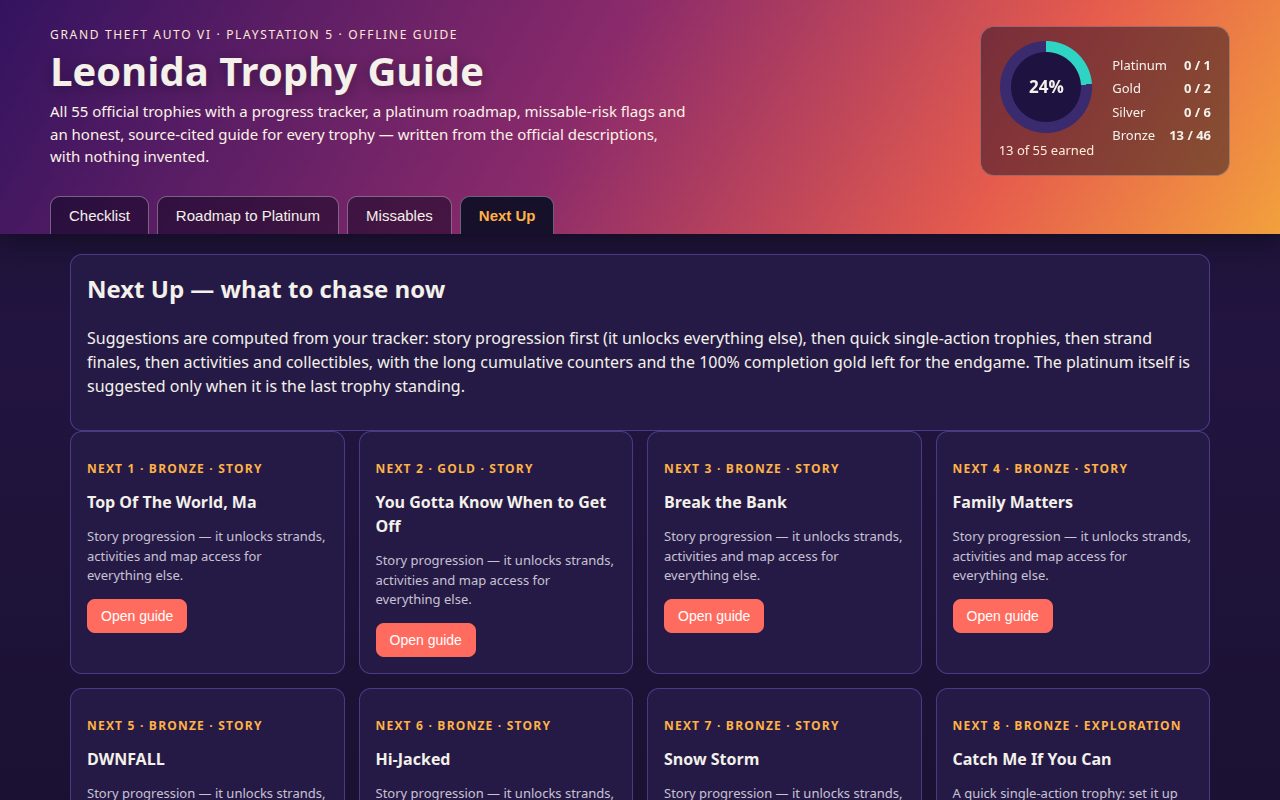 GRAND THEFT AUTO VI · PLAYSTATION 5 · OFFLINE GUIDE
Leonida Trophy Guide
All 55 official trophies with a progress tracker, a platinum roadmap, missable-risk flags and
an honest, source-cited guide for every trophy — written from the official descriptions,
with nothing invented.
24%
13 of 55 earned
Platinum 0 / 1
Gold 0 / 2
Silver 0 / 6
Bronze 13 / 46
Checklist
Roadmap to Platinum
Missables
Next Up
Next Up — what to chase now
Suggestions are computed from your tracker: story progression first (it unlocks everything else), then quick single-action trophies, then strand
finales, then activities and collectibles, with the long cumulative counters and the 100% completion gold left for the endgame. The platinum itself is
suggested only when it is the last trophy standing.
NEXT 1 · BRONZE · STORY
Top Of The World, Ma
Story progression — it unlocks strands,
activities and map access for
everything else.
Open guide
NEXT 2 · GOLD · STORY
You Gotta Know When to Get
Off
Story progression — it unlocks strands,
activities and map access for
everything else.
Open guide
NEXT 3 · BRONZE · STORY
Break the Bank
Story progression — it unlocks strands,
activities and map access for
everything else.
Open guide
NEXT 4 · BRONZE · STORY
Family Matters
Story progression — it unlocks strands,
activities and map access for
everything else.
Open guide
NEXT 5 · BRONZE · STORY
DWNFALL
Story progression — it unlocks strands,
NEXT 6 · BRONZE · STORY
Hi-Jacked
Story progression — it unlocks strands,
NEXT 7 · BRONZE · STORY
Snow Storm
Story progression — it unlocks strands,
NEXT 8 · BRONZE · EXPLORATION
Catch Me If You Can
A quick single-action trophy: set it up